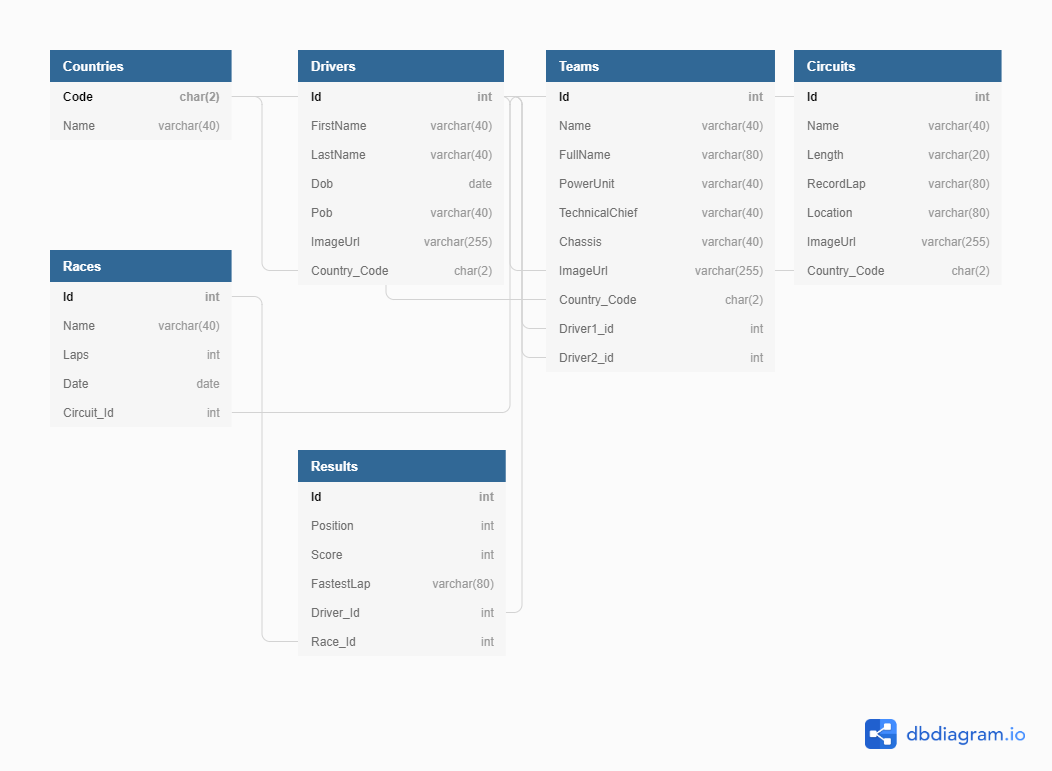 Countries
Code char(2)
Name varchar(40)
Drivers
Id int
FirstName varchar(40)
LastName varchar(40)
Dob date
Pob varchar(40)
ImageUrl varchar(255)
Country_Code char(2)
Teams
Id int
Name varchar(40)
FullName varchar(80)
PowerUnit varchar(40)
TechnicalChief varchar(40)
Chassis varchar(40)
ImageUrl varchar(255)
Country_Code char(2)
Driver1_id int
Driver2_id int
Circuits
Id int
Name varchar(40)
Length varchar(20)
RecordLap varchar(80)
Location varchar(80)
ImageUrl varchar(255)
Country_Code char(2)
Races
Id int
Name varchar(40)
Laps int
Date date
Circuit_Id int
Results
Id int
Position int
Score int
FastestLap varchar(80)
Driver_Id int
Race_Id int
dbdiagram.io